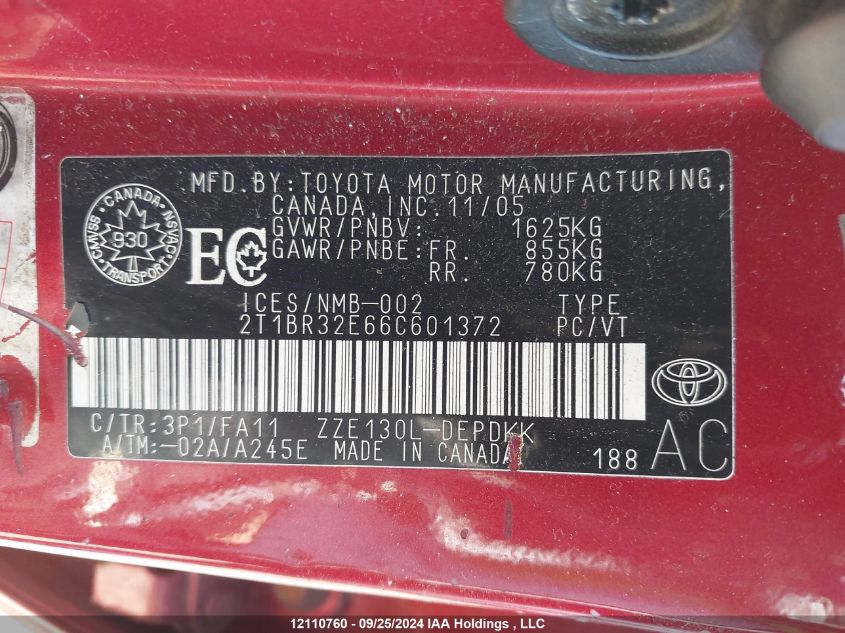 MFD.BY:TOYOTA MOTOR MANUFACTURING,
CANADA,INC.11/05
GVWR/PNBV: 1625KG
GAWR/PNBE:FR. 855KG
RR. 780KG
CANADA
CMVSS NSVAC
930
TRANSPORT
EC
ICES/NMB-002 TYPE
2T1BR32E66C601372 PC/VT
C/TR:3P1/FA11 ZZE130L-DEPDKK
A/TM:-02A/A245E MADE IN CANADA
188 AC
12110760 - 09/25/2024 IAA Holdings , LLC